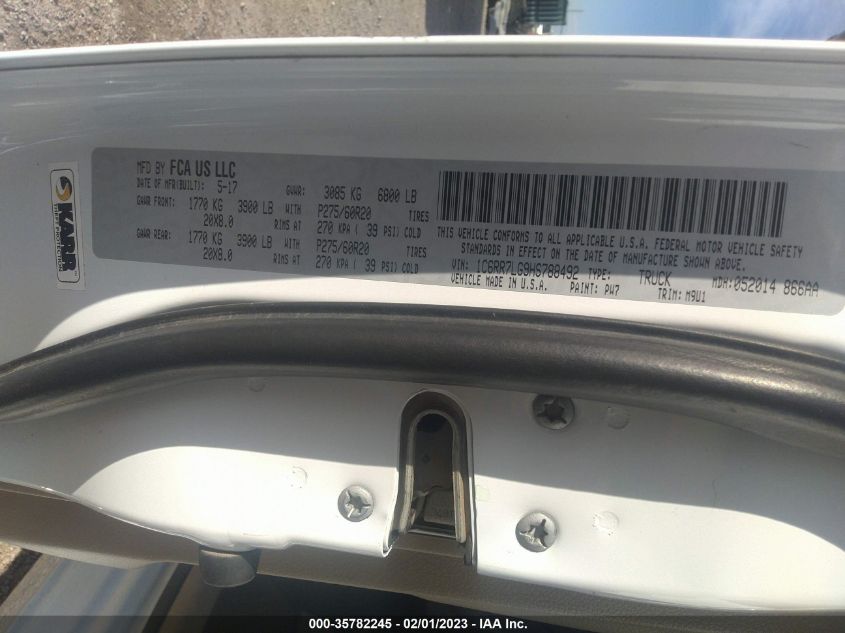 MFD BY FCA US LLC
DATE OF MFR(BUILT): 5-17 GVWR: 3085 KG 6800 LB
GAWR FRONT: 1770 KG 3900 LB WITH P275/60R20 TIRES
20X8.0 RIMS AT 270 KPA ( 39 PSI) COLD
GAWR REAR: 1770 KG 3900 LB WITH P275/60R20 TIRES
20X8.0 RIMS AT 270 KPA ( 39 PSI) COLD
THIS VEHICLE CONFORMS TO ALL APPLICABLE U.S.A. FEDERAL MOTOR VEHICLE SAFETY
STANDARDS IN EFFECT ON THE DATE OF MANUFACTURE SHOWN ABOVE.
VIN: 1C6RR7LG9HS788492 TYPE: TRUCK MDH:052014 866AA
VEHICLE MADE IN U.S.A. PAINT: PW7 TRIM: M9U1
KARR
THEFT PROTECTION
000-35782245 - 02/01/2023 - IAA Inc.